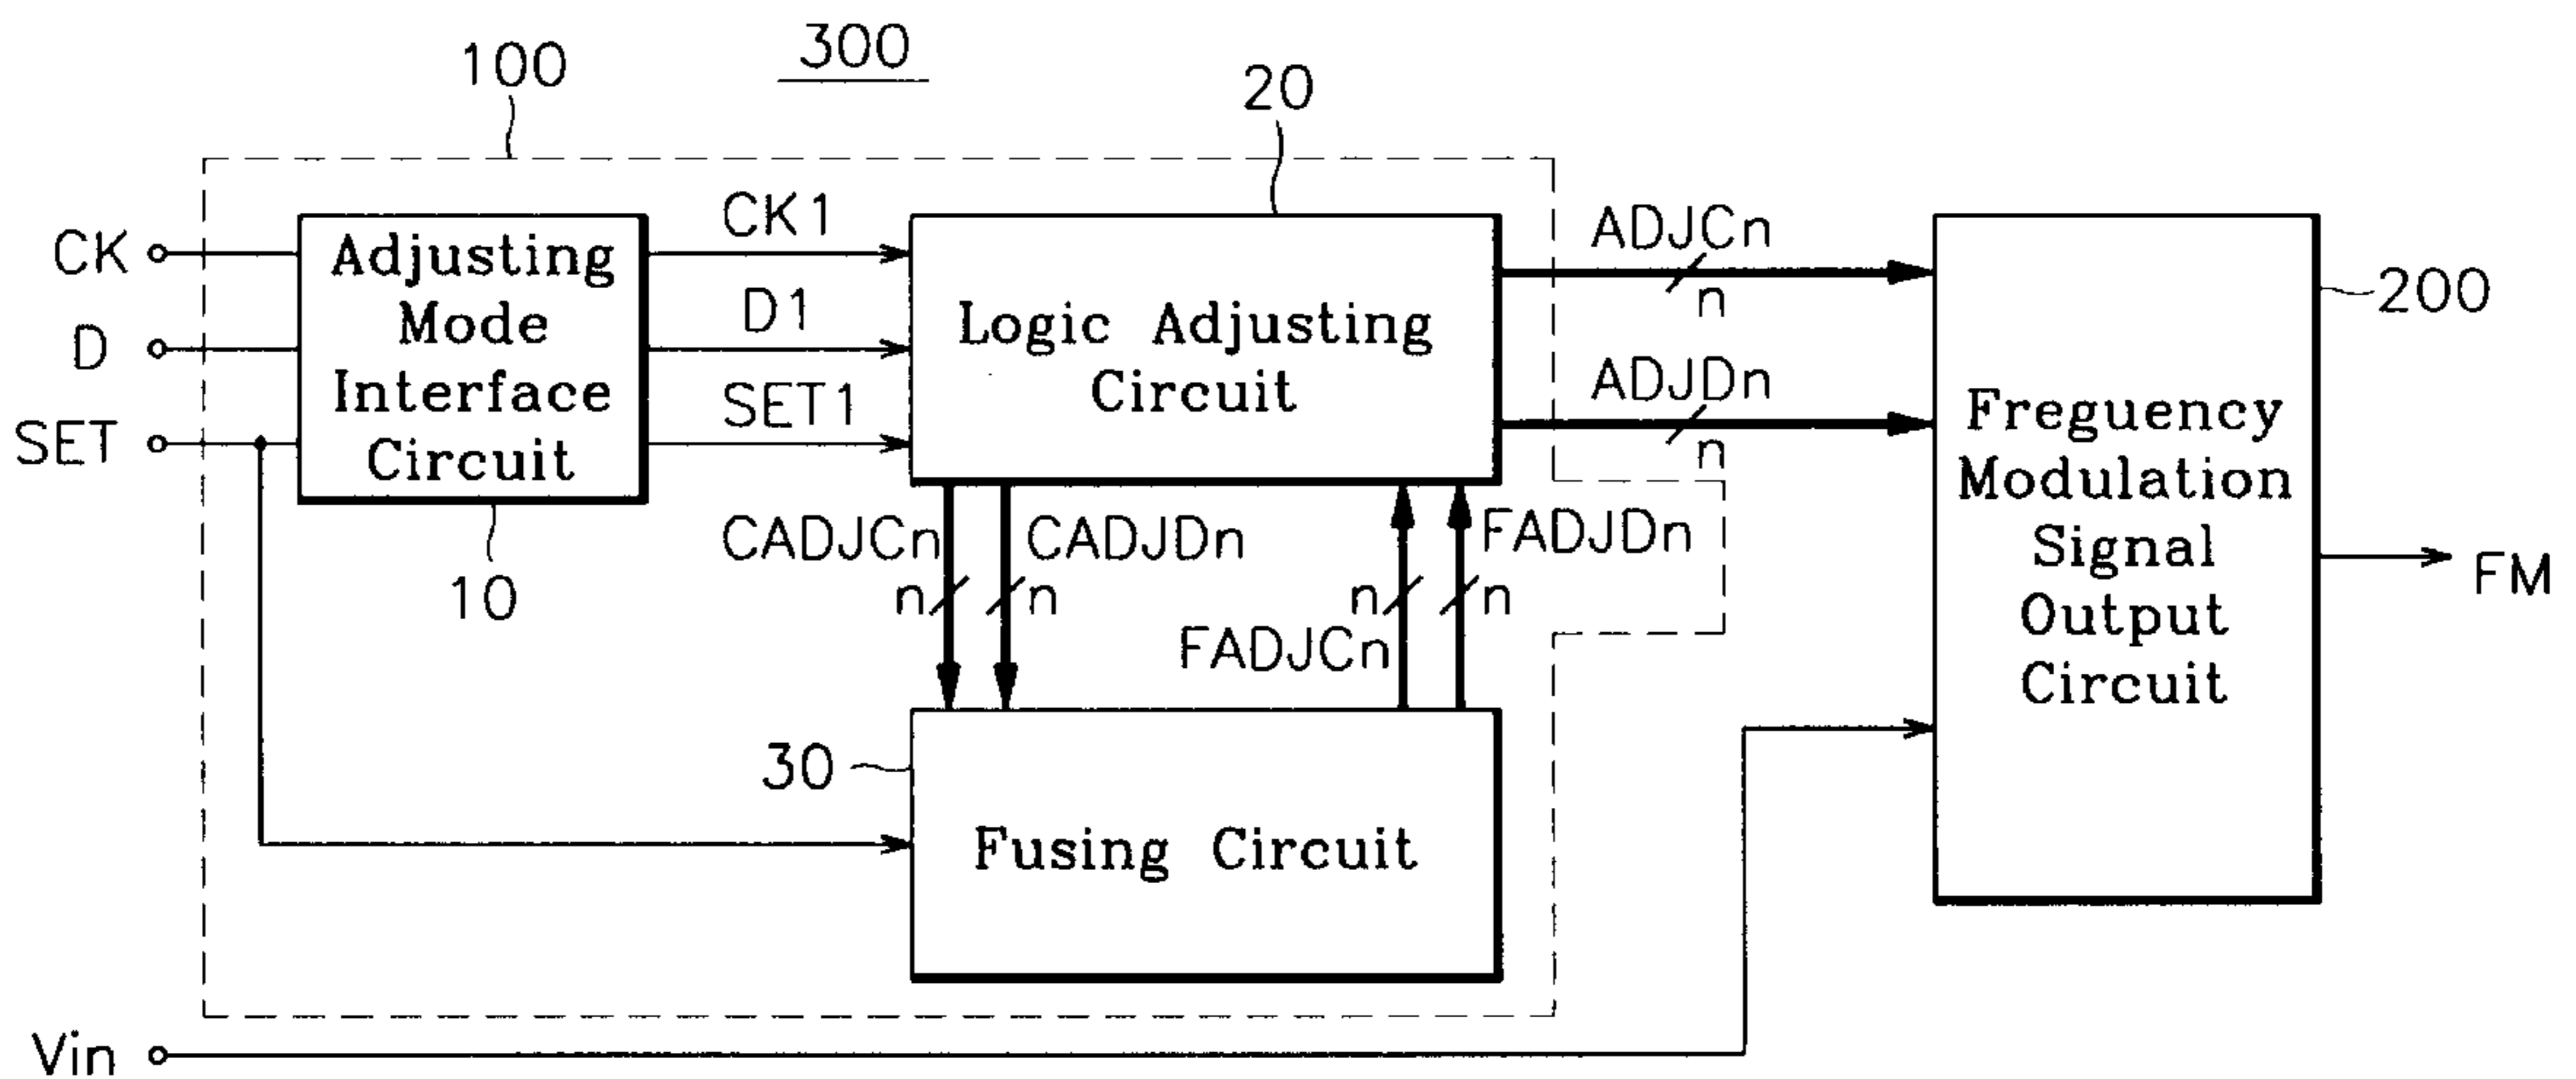 300
100
20
CK
Adjusting
Mode
Interface
Circuit
D
SET
10
CK1
D1
SET1
Logic Adjusting
Circuit
ADJCn
n
ADJDn
n
200
Freguency
Modulation
Signal
Output
Circuit
FM
CADJCn
n
CADJDn
n
FADJCn
n
FADJDn
n
30
Fusing Circuit
Vin